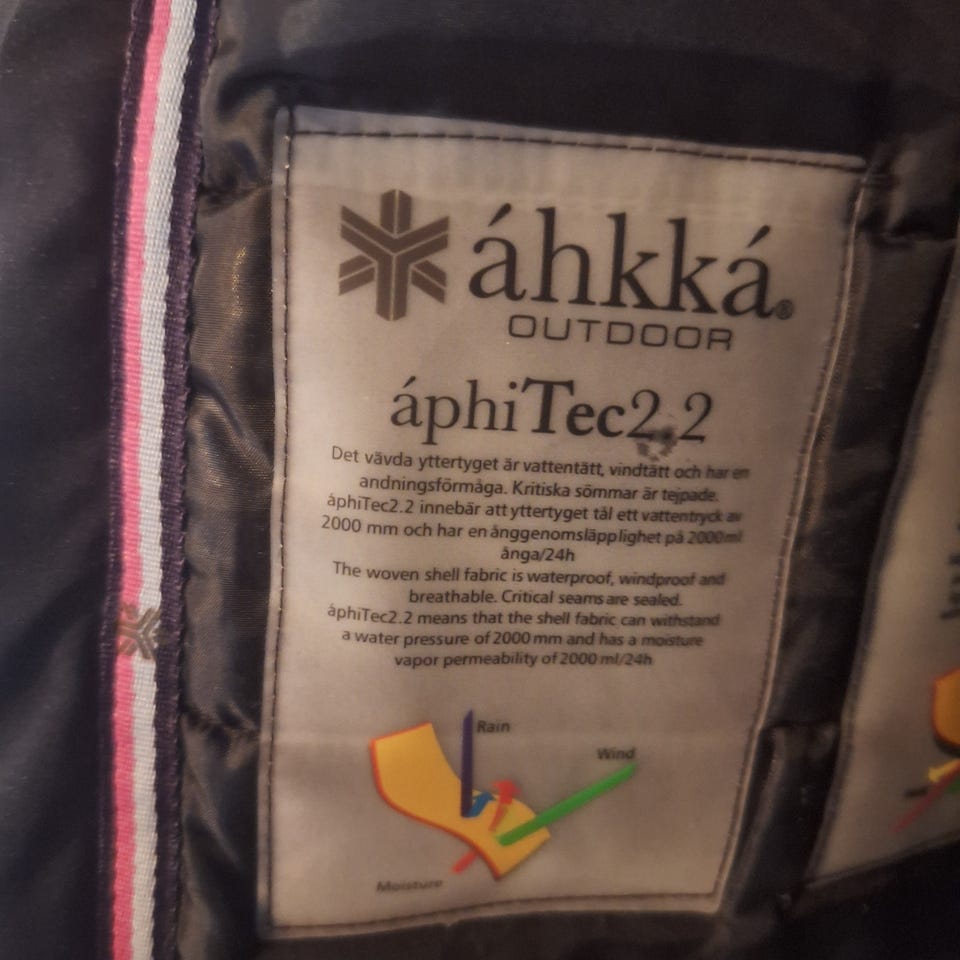 áhkká®
OUTDOOR
áphiTec2.2
Det vävda yttertyget är vattentätt, vindtätt och har en
andningsförmåga. Kritiska sömmar är tejpade.
áphiTec2.2 innebär att yttertyget tål ett vattentryck av
2000 mm och har en ånggenomsläpplighet på 2000ml
ånga/24h
The woven shell fabric is waterproof, windproof and
breathable. Critical seams are sealed.
áphiTec2.2 means that the shell fabric can withstand
a water pressure of 2000 mm and has a moisture
vapor permeability of 2000 ml/24h
Rain
Wind
Moisture